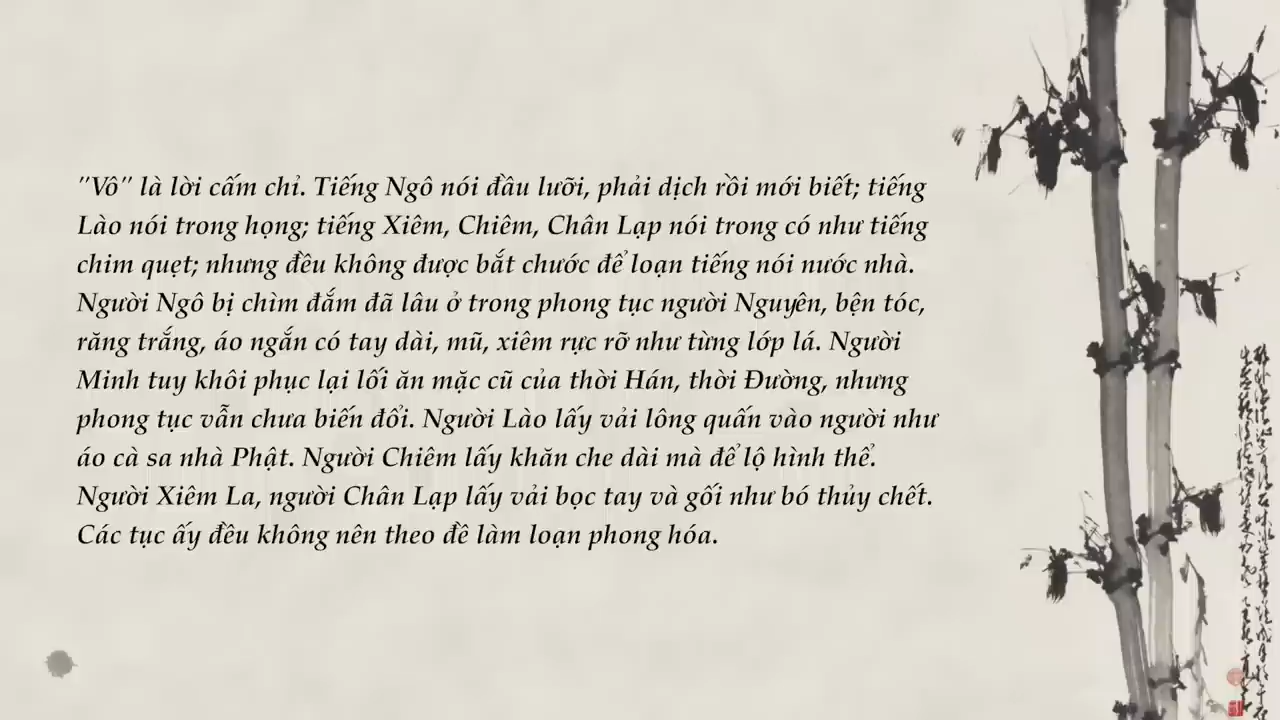 "Vô" là lời cấm chỉ. Tiếng Ngô nói đầu lưỡi, phải dịch rồi mới biết; tiếng
Lào nói trong họng; tiếng Xiêm, Chiêm, Chân Lạp nói trong có như tiếng
chim quẹt; nhưng đều không được bắt chước để loạn tiếng nói nước nhà.
Người Ngô bị chìm đắm đã lâu ở trong phong tục người Nguyên, bện tóc,
răng trắng, áo ngắn có tay dài, mũ, xiêm rực rỡ như từng lớp lá. Người
Minh tuy khôi phục lại lối ăn mặc cũ của thời Hán, thời Đường, nhưng
phong tục vẫn chưa biến đổi. Người Lào lấy vải lông quấn vào người như
áo cà sa nhà Phật. Người Chiêm lấy khăn che dài mà để lộ hình thể.
Người Xiêm La, người Chân Lạp lấy vải bọc tay và gối như bó thủy chết.
Các tục ấy đều không nên theo đề làm loạn phong hóa.